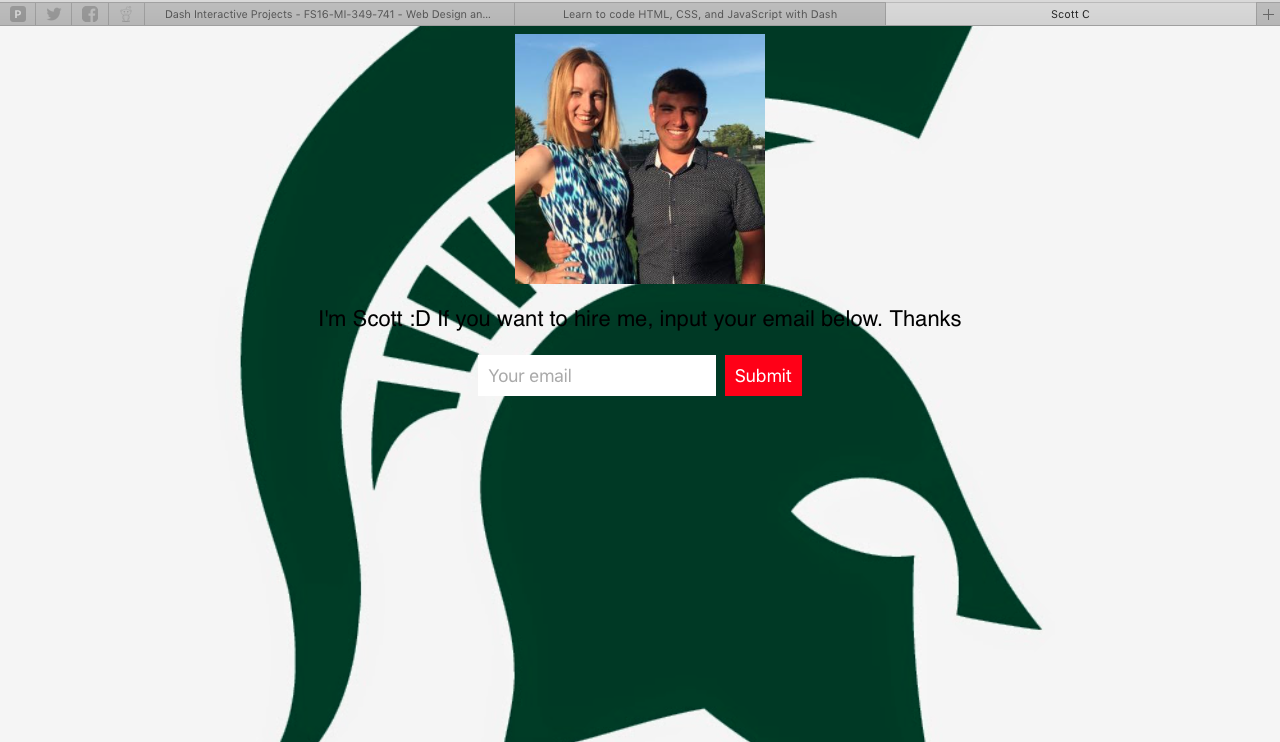 Dash Interactive Projects - FS16-MI-349-741 - Web Design an...
Learn to code HTML, CSS, and JavaScript with Dash
Scott C
I'm Scott :D If you want to hire me, input your email below. Thanks
Your email
Submit